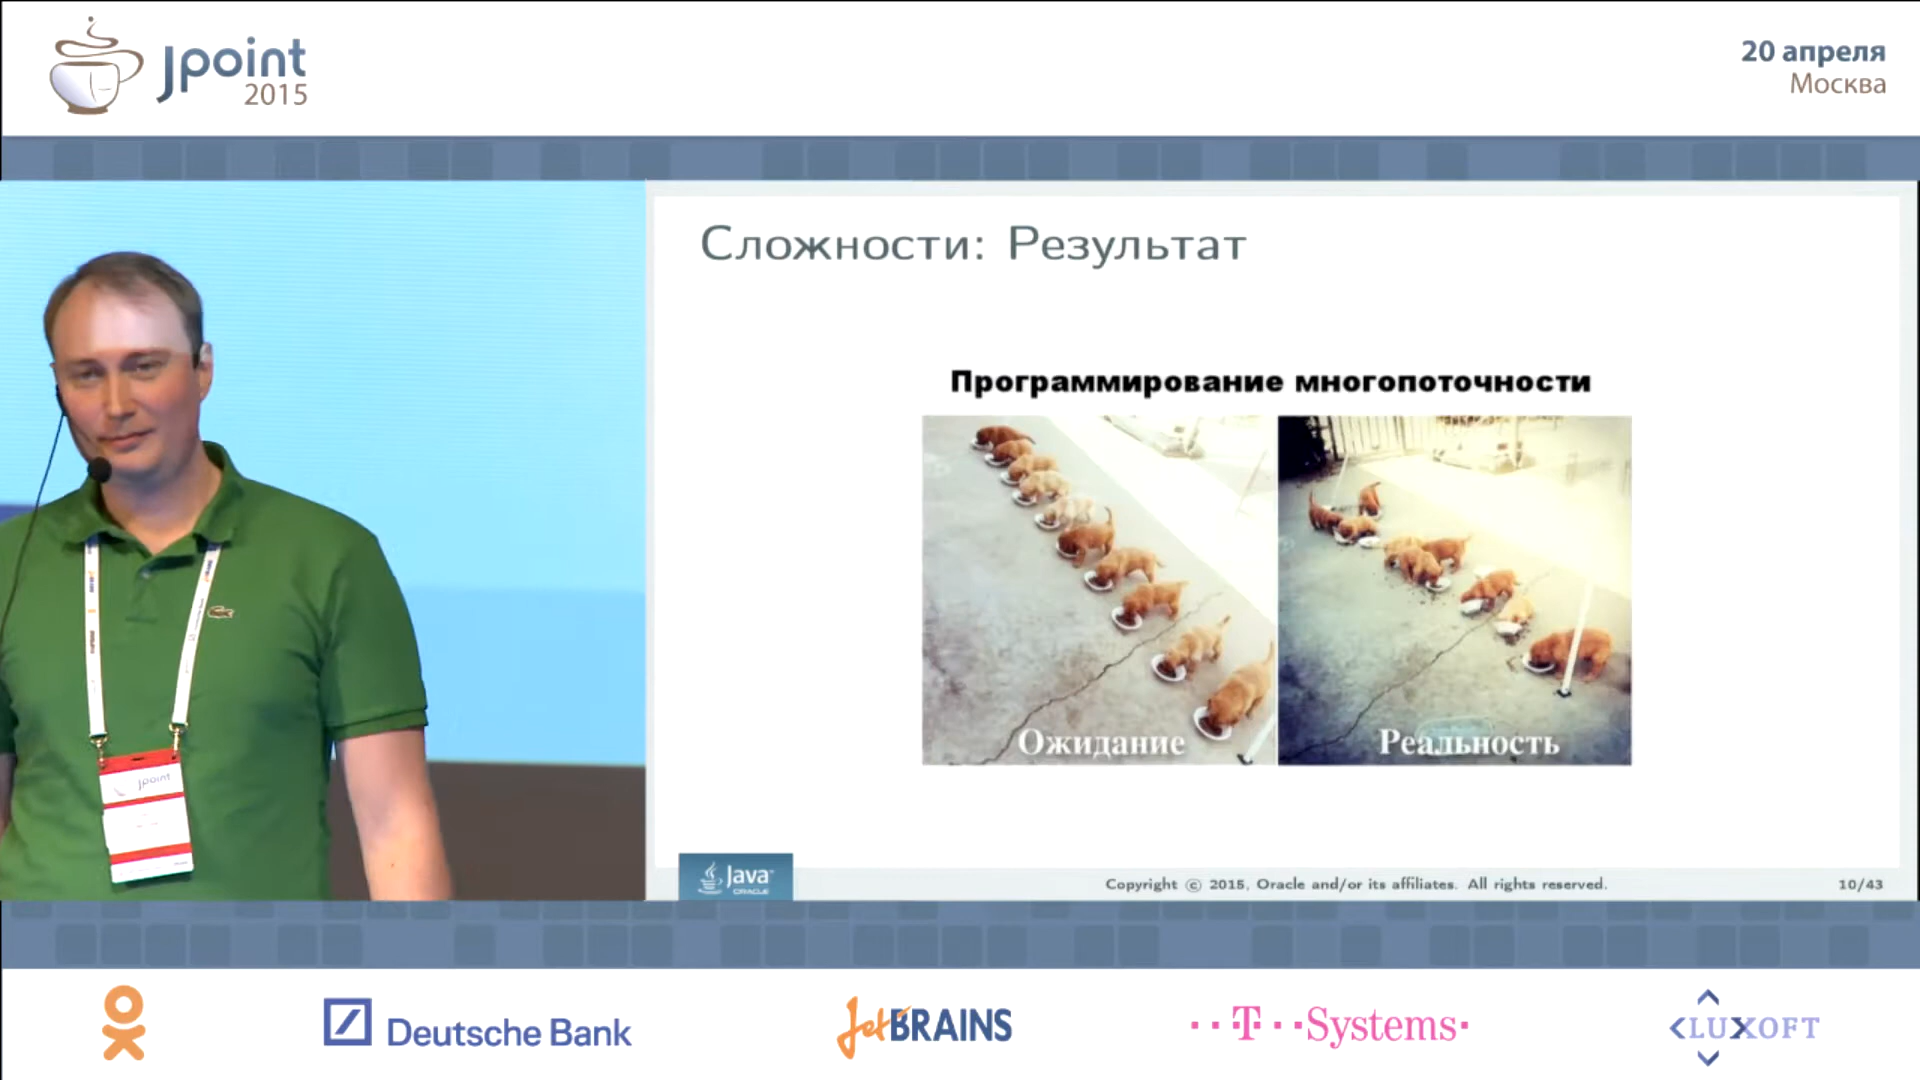 Jpoint
2015
20 апреля
Москва
Сложности: Результат
Программирование многопоточности
Ожидание
Реальность
Jpoint
Java
ORACLE
Copyright © 2015, Oracle and/or its affiliates. All rights reserved.
10/43
Deutsche Bank
JetBRAINS
··T··Systems·
LUXOFT